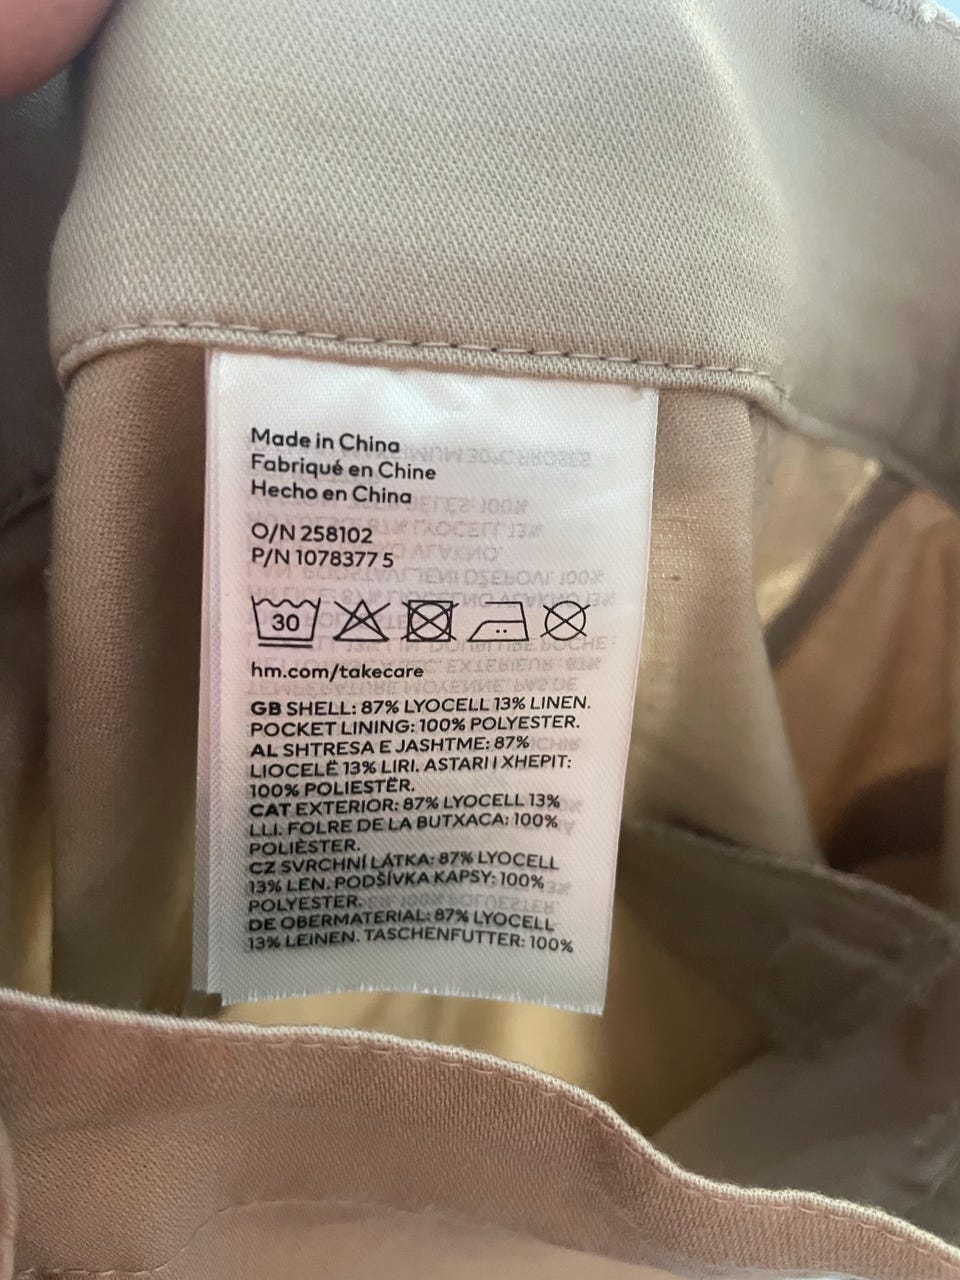 Made in China
Fabriqué en Chine
Hecho en China
O/N 258102
P/N 1078377 5
30
hm.com/takecare
GB SHELL: 87% LYOCELL 13% LINEN.
POCKET LINING: 100% POLYESTER.
AL SHTRESA E JASHTME: 87%
LIOCELË 13% LIRI. ASTARI I XHEPIT:
100% POLIESTËR.
CAT EXTERIOR: 87% LYOCELL 13%
LLI. FOLRE DE LA BUTXACA: 100%
POLIÈSTER.
CZ SVRCHNÍ LÁTKA: 87% LYOCELL
13% LEN. PODŠÍVKA KAPSY: 100%
POLYESTER.
DE OBERMATERIAL: 87% LYOCELL
13% LEINEN. TASCHENFUTTER: 100%